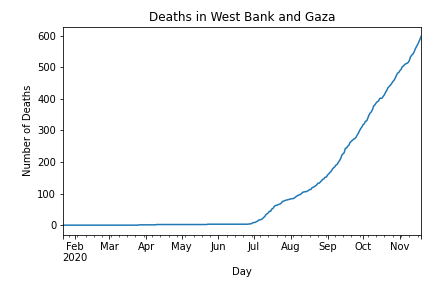 Deaths in West Bank and Gaza
Number of Deaths
600
500
400
300
200
100
0
Feb Mar Apr May Jun Jul Aug Sep Oct Nov
2020
Day